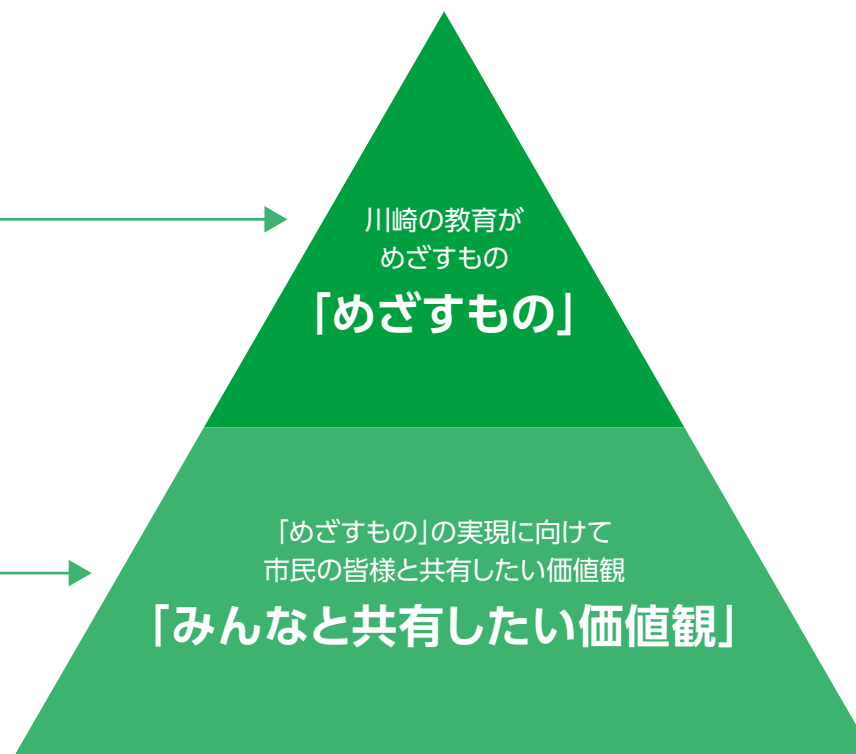 川崎の教育が
めざすもの
「めざすもの」
「めざすもの」の実現に向けて
市民の皆様と共有したい価値観
「みんなと共有したい価値観」